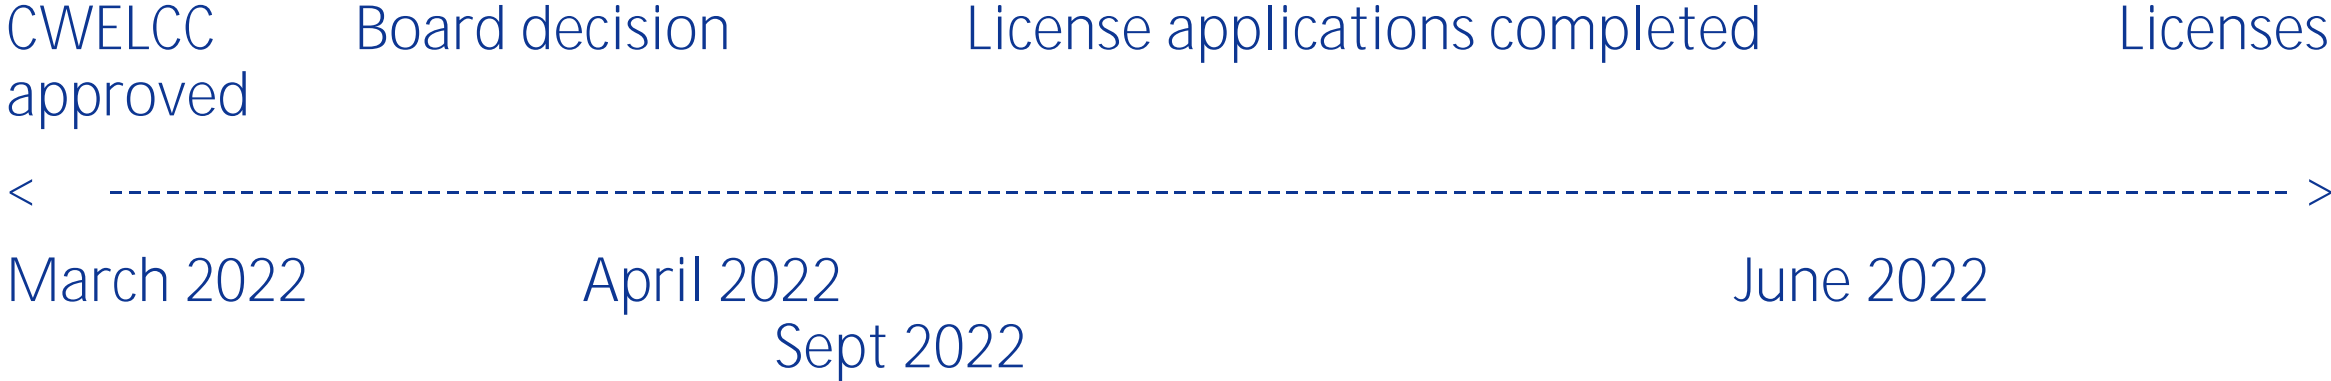 CWELCC Board decision License applications completed Licenses
approved
< ---------------------------------------------------------------------------------------------- >
March 2022 April 2022 June 2022
Sept 2022